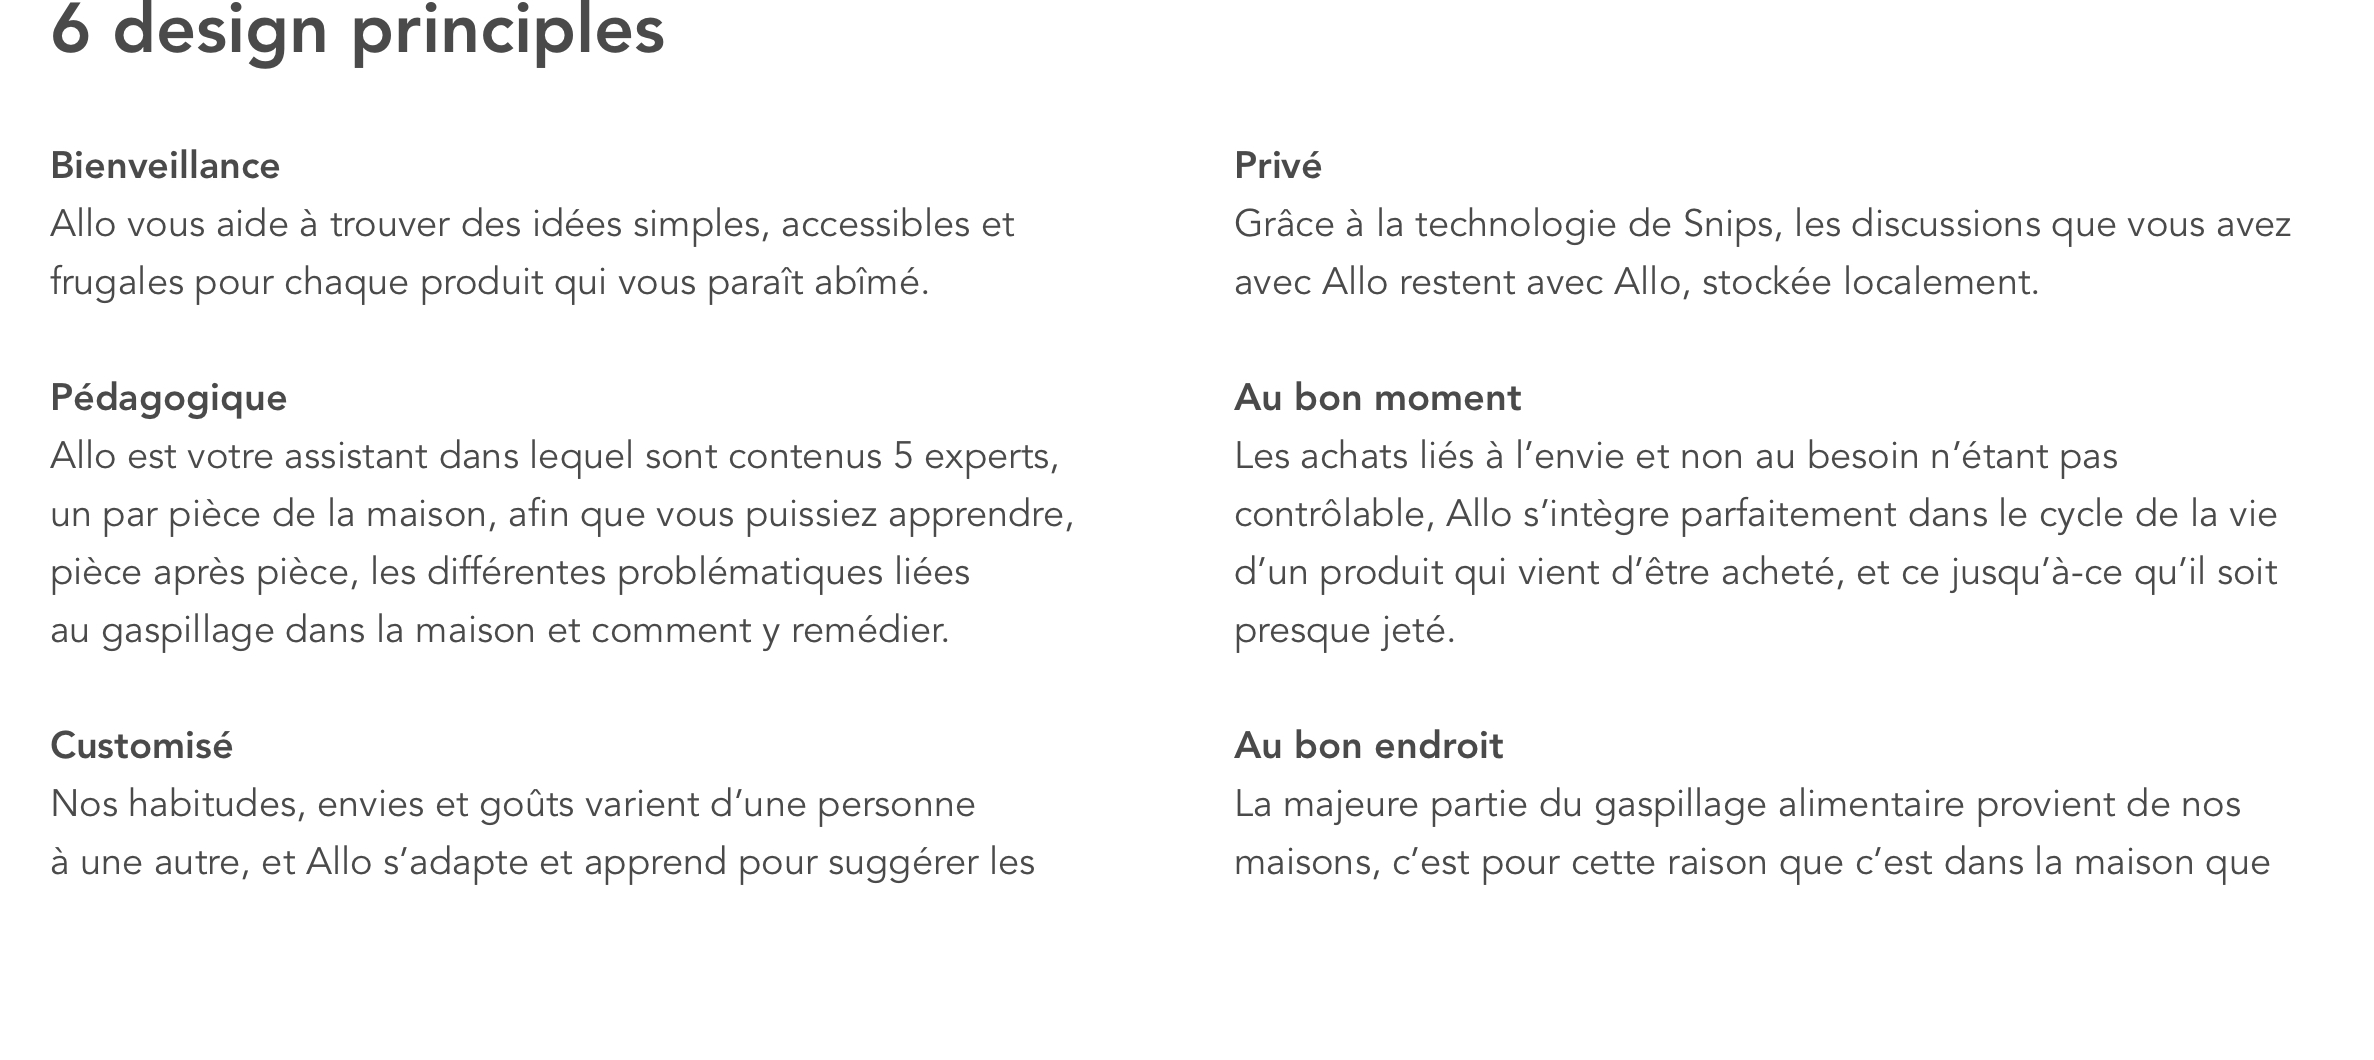 6 design principles
Bienveillance
Allo vous aide à trouver des idées simples, accessibles et
frugales pour chaque produit qui vous paraît abîmé.
Pédagogique
Allo est votre assistant dans lequel sont contenus 5 experts,
un par pièce de la maison, afin que vous puissiez apprendre,
pièce après pièce, les différentes problématiques liées
au gaspillage dans la maison et comment y remédier.
Customisé
Nos habitudes, envies et goûts varient d’une personne
à une autre, et Allo s’adapte et apprend pour suggérer les
Privé
Grâce à la technologie de Snips, les discussions que vous avez
avec Allo restent avec Allo, stockée localement.
Au bon moment
Les achats liés à l’envie et non au besoin n’étant pas
contrôlable, Allo s’intègre parfaitement dans le cycle de la vie
d’un produit qui vient d’être acheté, et ce jusqu’à-ce qu’il soit
presque jeté.
Au bon endroit
La majeure partie du gaspillage alimentaire provient de nos
maisons, c’est pour cette raison que c’est dans la maison que